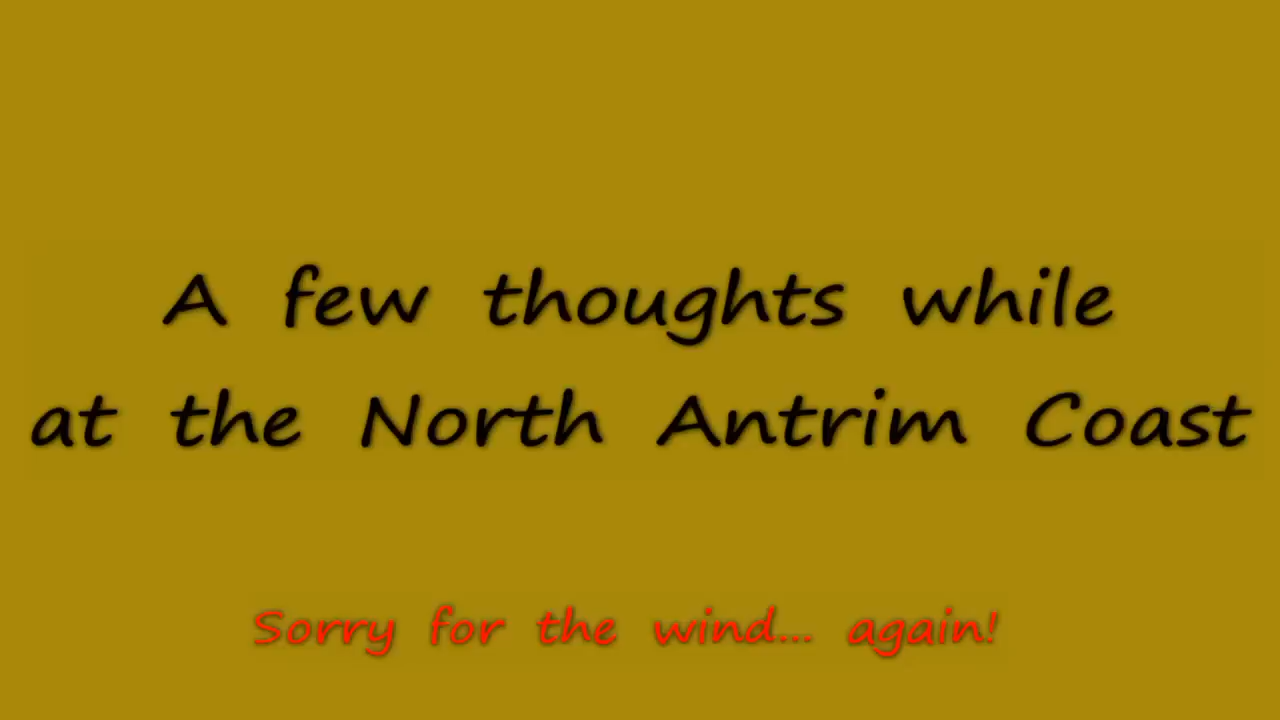 A few thoughts while
at the North Antrim Coast
Sorry for the wind... again!